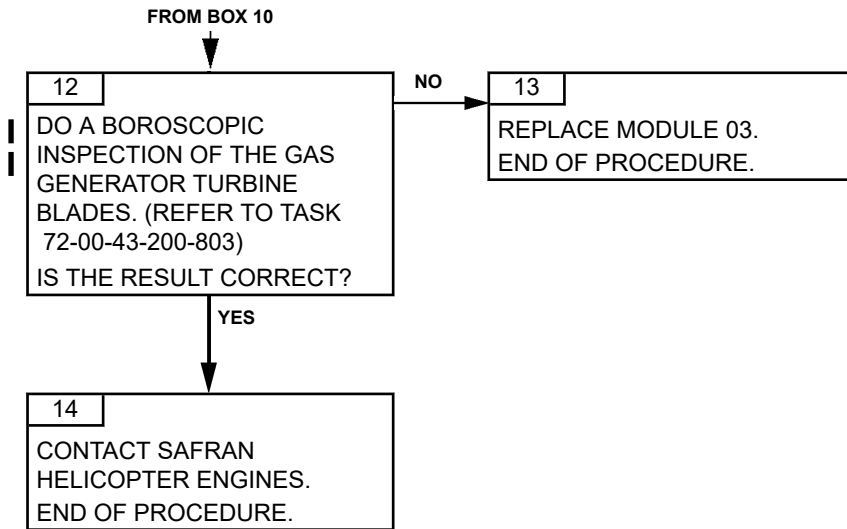 FROM BOX 10
12
DO A BOROSCOPIC
INSPECTION OF THE GAS
GENERATOR TURBINE
BLADES. (REFER TO TASK
72-00-43-200-803)
IS THE RESULT CORRECT?
NO
13
REPLACE MODULE 03.
END OF PROCEDURE.
YES
14
CONTACT SAFRAN
HELICOPTER ENGINES.
END OF PROCEDURE.